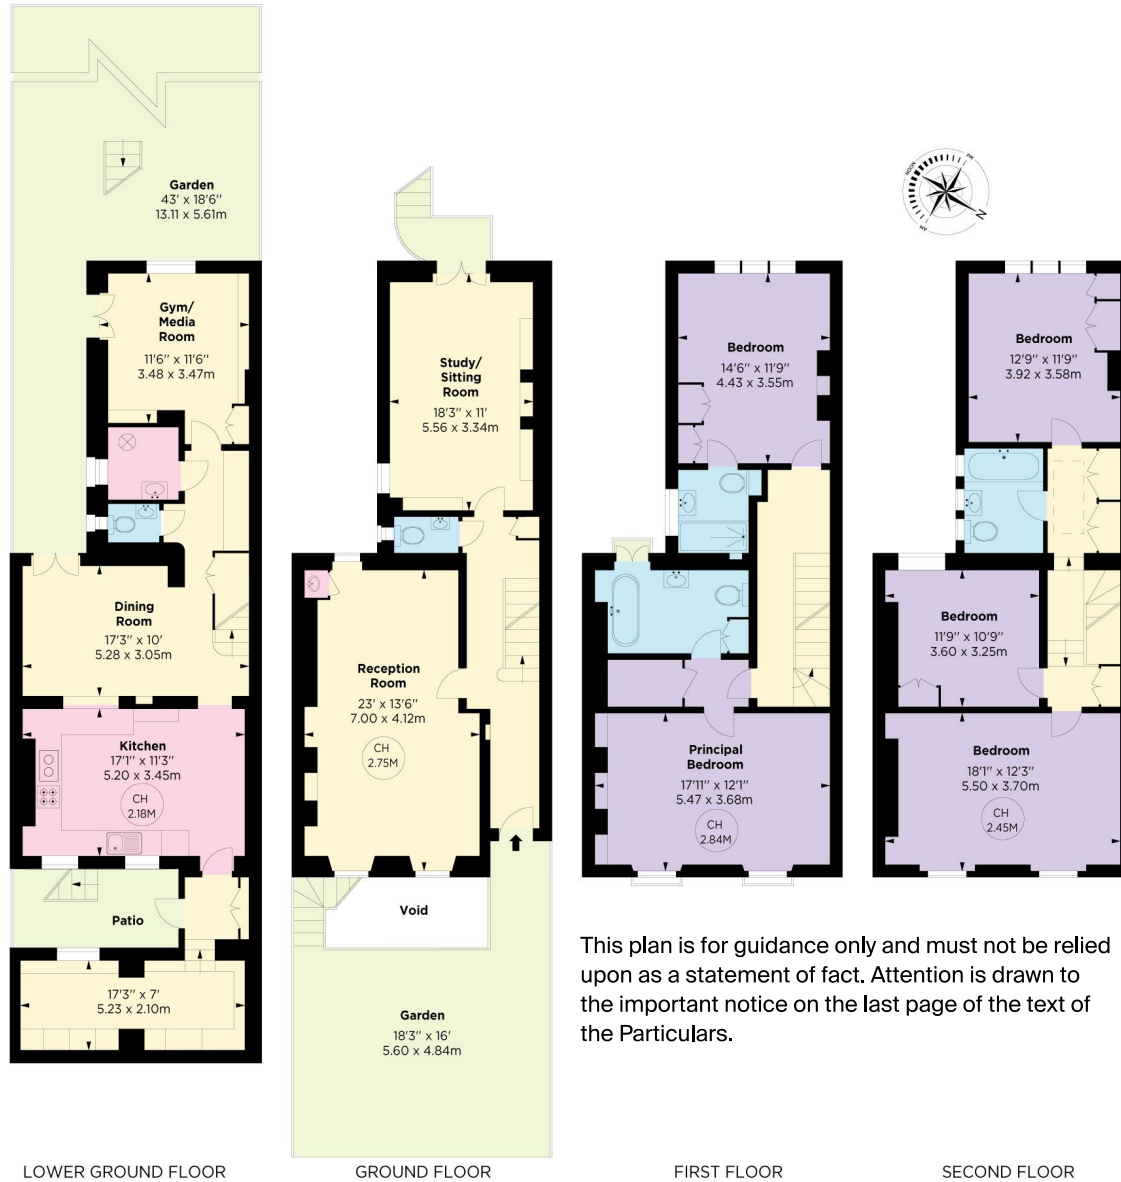 Garden
43' x 18'6"
13.11 x 5.61m
Gym/
Media
Room
11'6" x 11'6"
3.48 x 3.47m
Dining
Room
17'3" x 10'
5.28 x 3.05m
Kitchen
17'1" x 11'3"
5.20 x 3.45m
CH
2.18M
Patio
17'3" x 7'
5.23 x 2.10m
LOWER GROUND FLOOR
Study/
Sitting
Room
18'3" x 11'
5.56 x 3.34m
Reception
Room
23' x 13'6"
7.00 x 4.12m
CH
2.75M
Void
Garden
18'3" x 16'
5.60 x 4.84m
GROUND FLOOR
Bedroom
14'6" x 11'9"
4.43 x 3.55m
Principal
Bedroom
17'11" x 12'1"
5.47 x 3.68m
CH
2.84M
FIRST FLOOR
NOON
PM
AM
N
Bedroom
12'9" x 11'9"
3.92 x 3.58m
Bedroom
11'9" x 10'9"
3.60 x 3.25m
Bedroom
18'1" x 12'3"
5.50 x 3.70m
CH
2.45M
SECOND FLOOR
This plan is for guidance only and must not be relied
upon as a statement of fact. Attention is drawn to
the important notice on the last page of the text of
the Particulars.